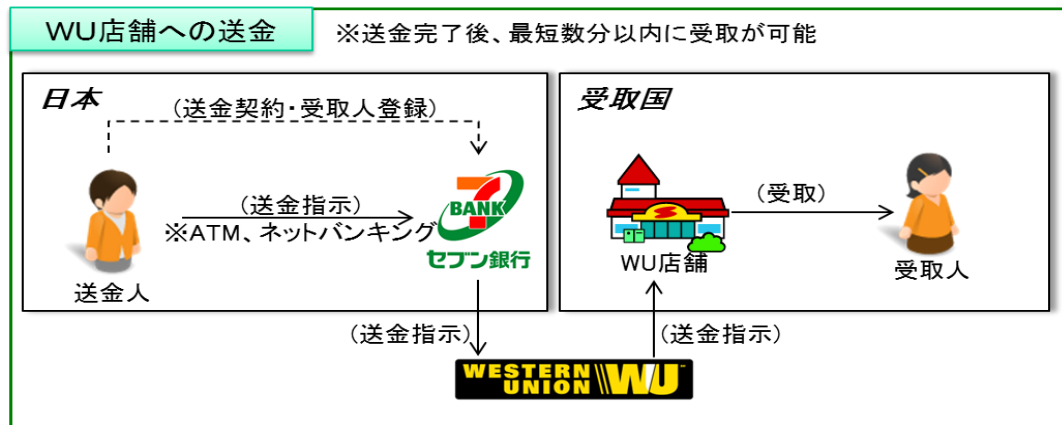 WU店舗への送金
※送金完了後、最短数分以内に受取が可能
日本
(送金契約・受取人登録)
(送金指示)
※ATM、ネットバンキング
送金人
7
BANK
セブン銀行
受取国
WU店舗
(受取)
受取人
(送金指示)
(送金指示)
WESTERN
UNION
WU